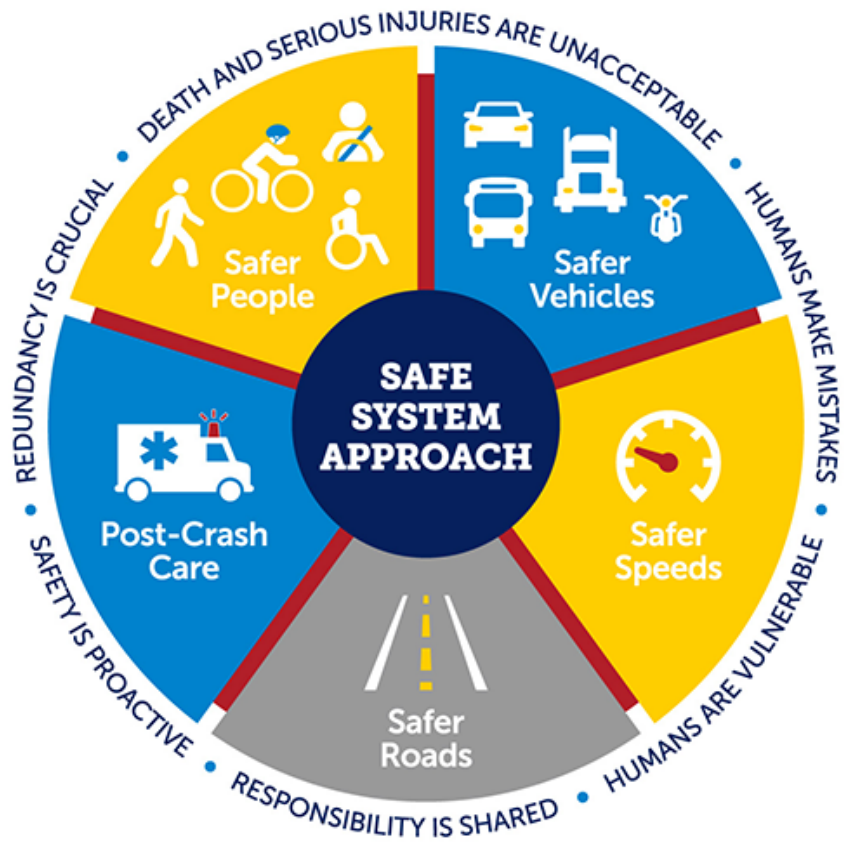 DEATH AND SERIOUS INJURIES ARE UNACCEPTABLE
HUMANS MAKE MISTAKES
HUMANS ARE VULNERABLE
RESPONSIBILITY IS SHARED
SAFETY IS PROACTIVE
REDUNDANCY IS CRUCIAL
Safer
People
Safer
Vehicles
SAFE
SYSTEM
APPROACH
Post-Crash
Care
Safer
Speeds
Safer
Roads